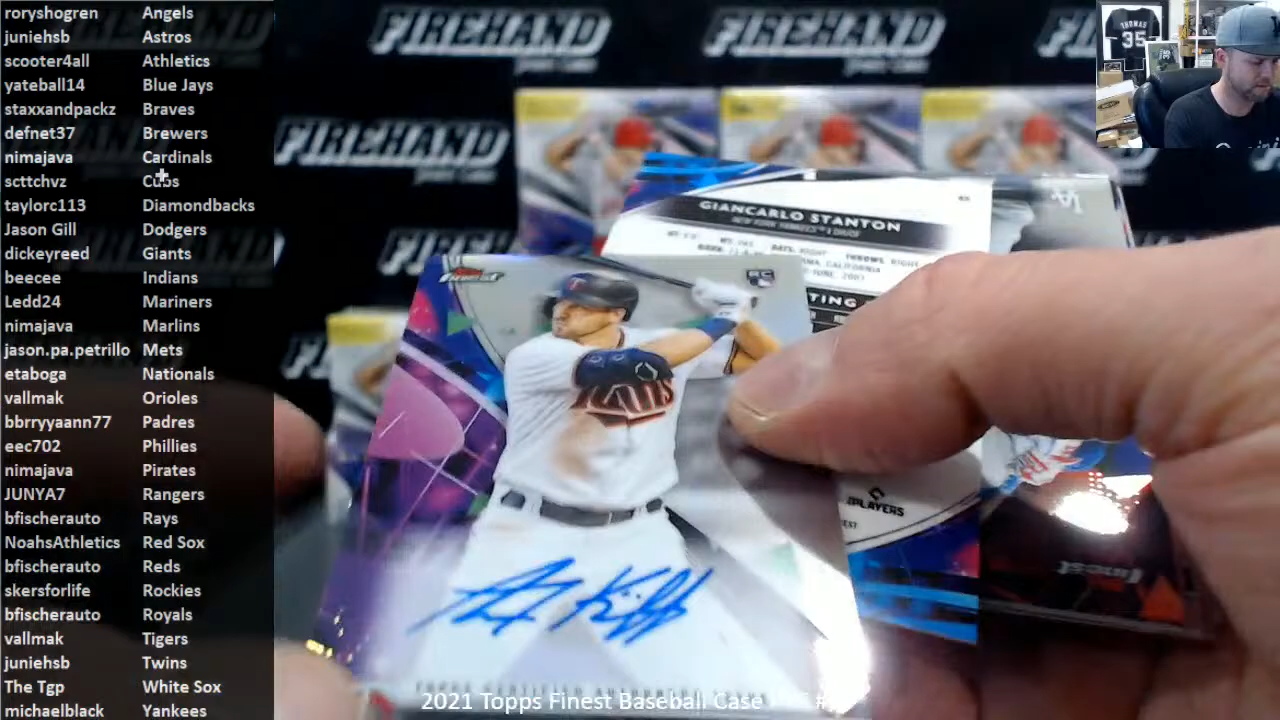 roryshogren Angels
juniehsb Astros
scooter4all Athletics
yateball14 Blue Jays
staxxandpackz Braves
defnet37 Brewers
nimajava Cardinals
scttchvz Cubs
taylorc113 Diamondbacks
Jason Gill Dodgers
dickeyreed Giants
beecee Indians
Ledd24 Mariners
nimajava Marlins
jason.pa.petrillo Mets
etaboga Nationals
vallmak Orioles
bbrryyaann77 Padres
eec702 Phillies
nimajava Pirates
JUNYA7 Rangers
bfischerauto Rays
NoahsAthletics Red Sox
bfischerauto Reds
skersforlife Rockies
bfischerauto Royals
vallmak Tigers
juniehsb Twins
The Tgp White Sox
michaelblack Yankees
FIREHAND
FIREHAND
FIREHAND
THOMAS
35
GIANCARLO STANTON
NEW YORK YANKEES
CALIFORNIA
LA
Finest
RC
PLAYERS
Finest
2021 Topps Finest Baseball Case